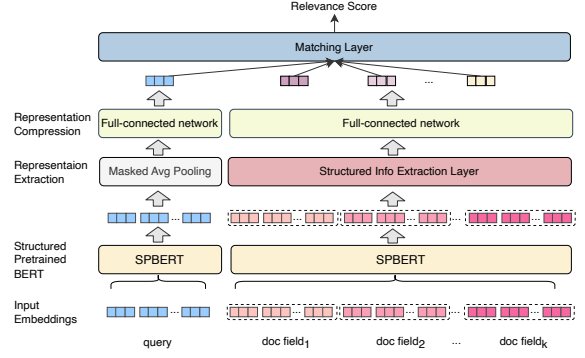 Relevance Score
Matching Layer
...
Representation
Compression
Full-connected network
Full-connected network
Representaion
Extraction
Masked Avg Pooling
Structured Info Extraction Layer
... ... ... ...
Structured
Pretrained
BERT
SPBERT
SPBERT
Input
Embeddings
... ... ... ...
query doc field1 doc field2 ... doc fieldk